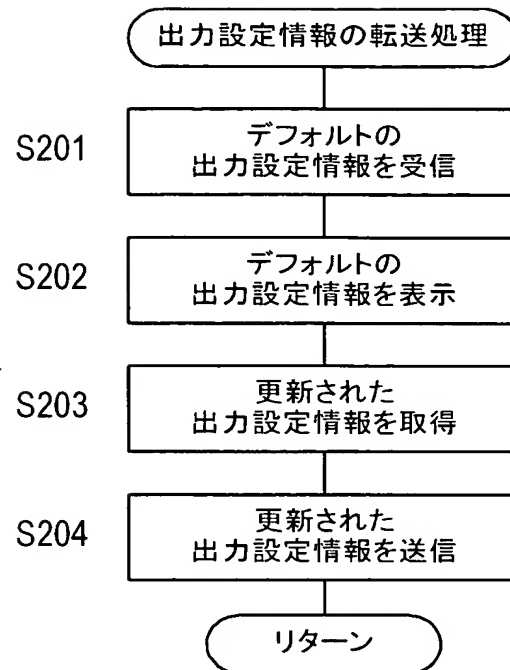 出力設定情報の転送処理
S201
デフォルトの
出力設定情報を受信
S202
デフォルトの
出力設定情報を表示
S203
更新された
出力設定情報を取得
S204
更新された
出力設定情報を送信
リターン